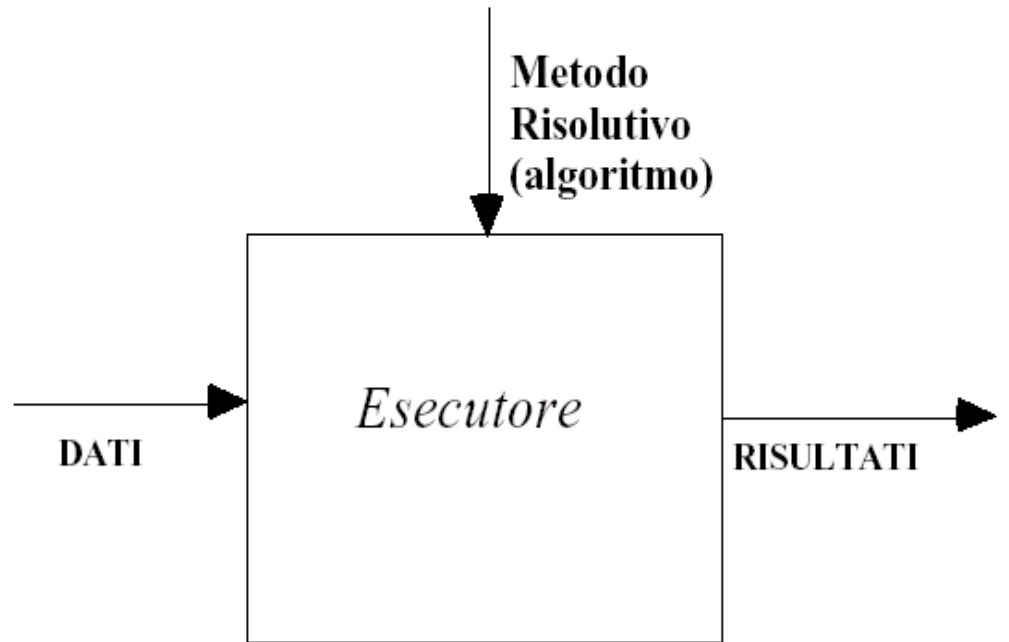 Metodo
Risolutivo
(algoritmo)
Esecutore
DATI
RISULTATI